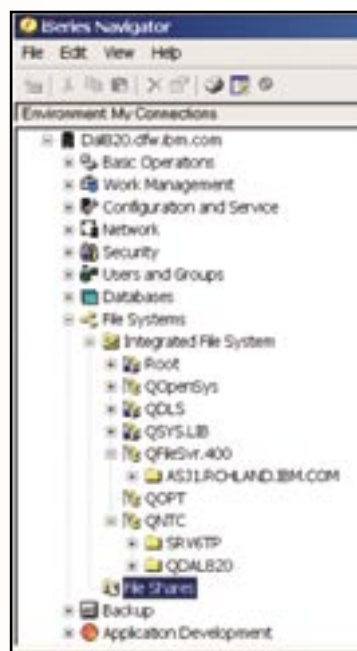 iSeries Navigator
File Edit View Help
Environment: My Connections
Dal820.dfw.ibm.com
Basic Operations
Work Management
Configuration and Service
Network
Security
Users and Groups
Databases
File Systems
Integrated File System
Root
QOpenSys
QDLS
QSYS.LIB
QFileSvr.400
ASJ1.RCHLAND.IBM.COM
QOPT
QNTC
SRV6TP
QDAL820
File Shares
Backup
Application Development